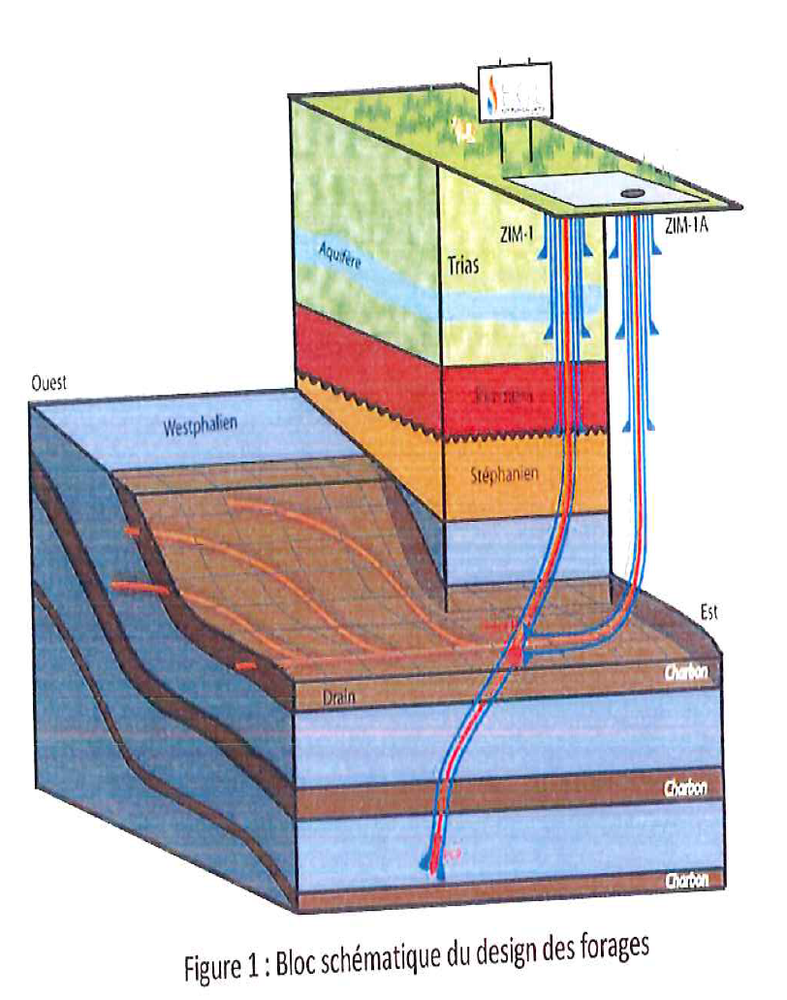 ZIM-1
ZIM-1A
Aquifère
Trias
Ouest
Westphalien
Stéphanien
Est
Charbon
Drain
Charbon
Charbon
Figure 1 : Bloc schématique du design des forages